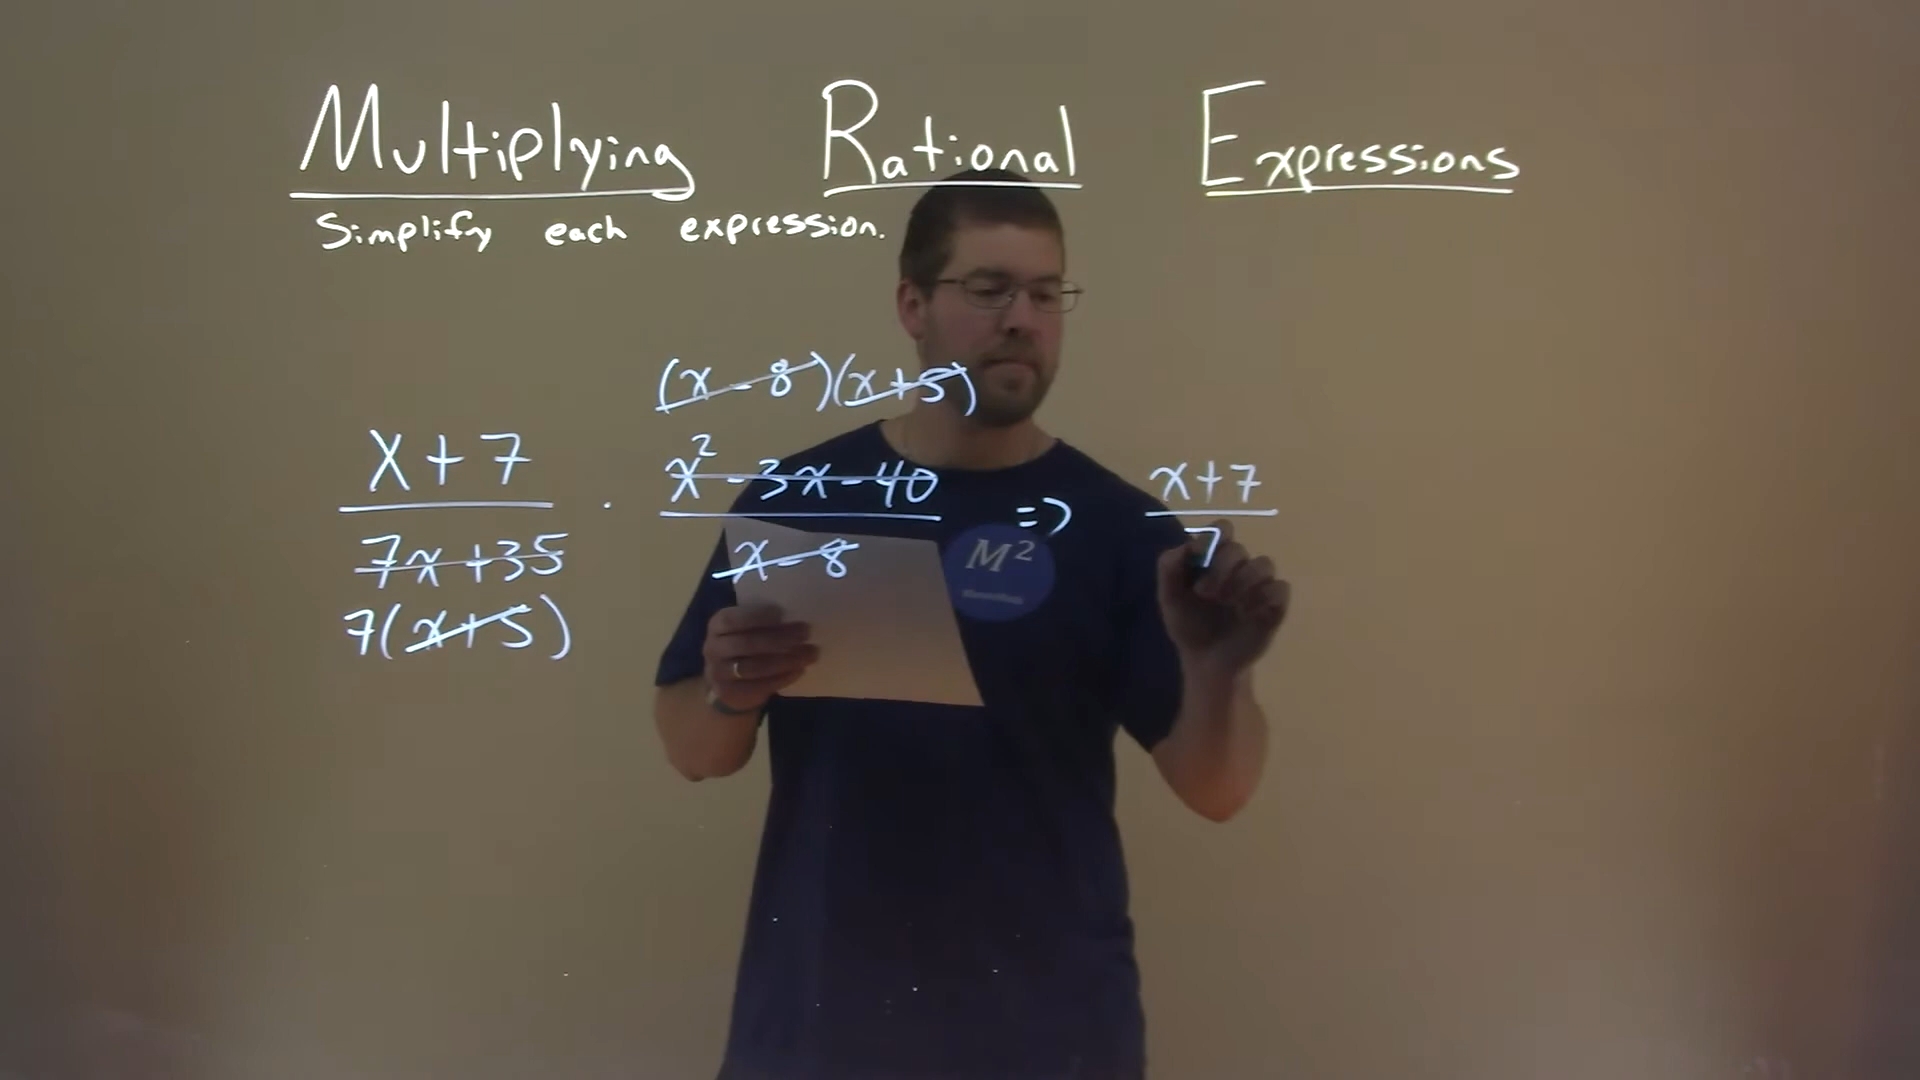 Multiplying Rational Expressions
Simplify each expression.
(x-8)(x+5)
x+7
x²-3x-40
7x+35
x-8
7(x+5)
·
=>
x+7
7
M²